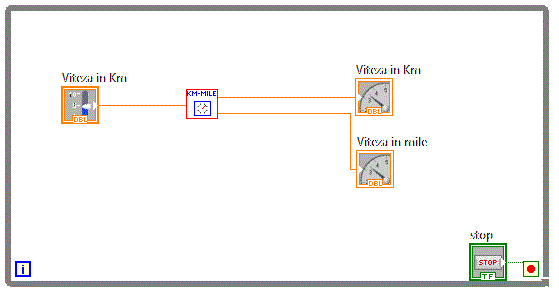 Viteza in Km
Viteza in Km
KM-MILE
DBL
DBL
Viteza in mile
DBL
stop
STOP
TF
i